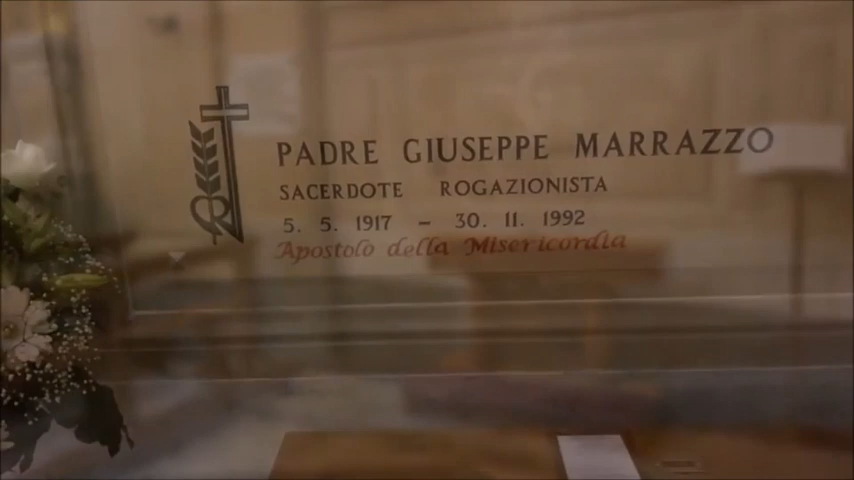 PADRE GIUSEPPE MARRAZZO
SACERDOTE ROGAZIONISTA
5. 5. 1917 - 30. 11. 1992
Apostolo della Misericordia